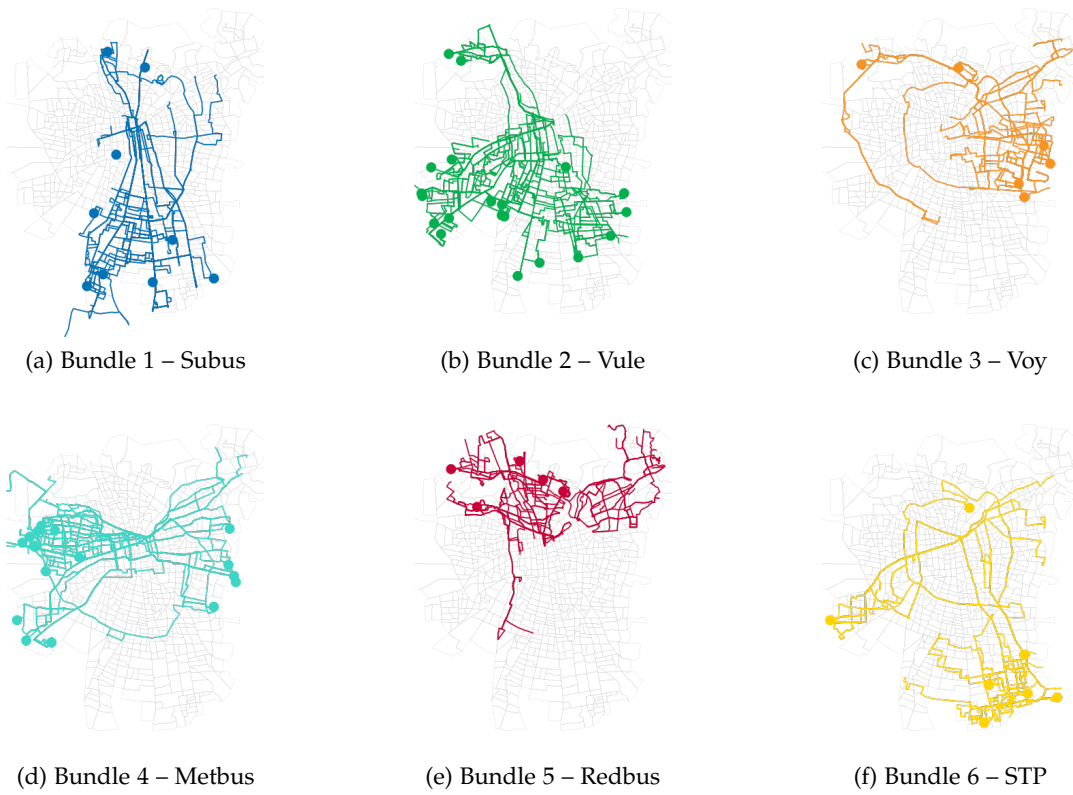 (a) Bundle 1 – Subus
(b) Bundle 2 – Vule
(c) Bundle 3 – Voy
(d) Bundle 4 – Metbus
(e) Bundle 5 – Redbus
(f) Bundle 6 – STP